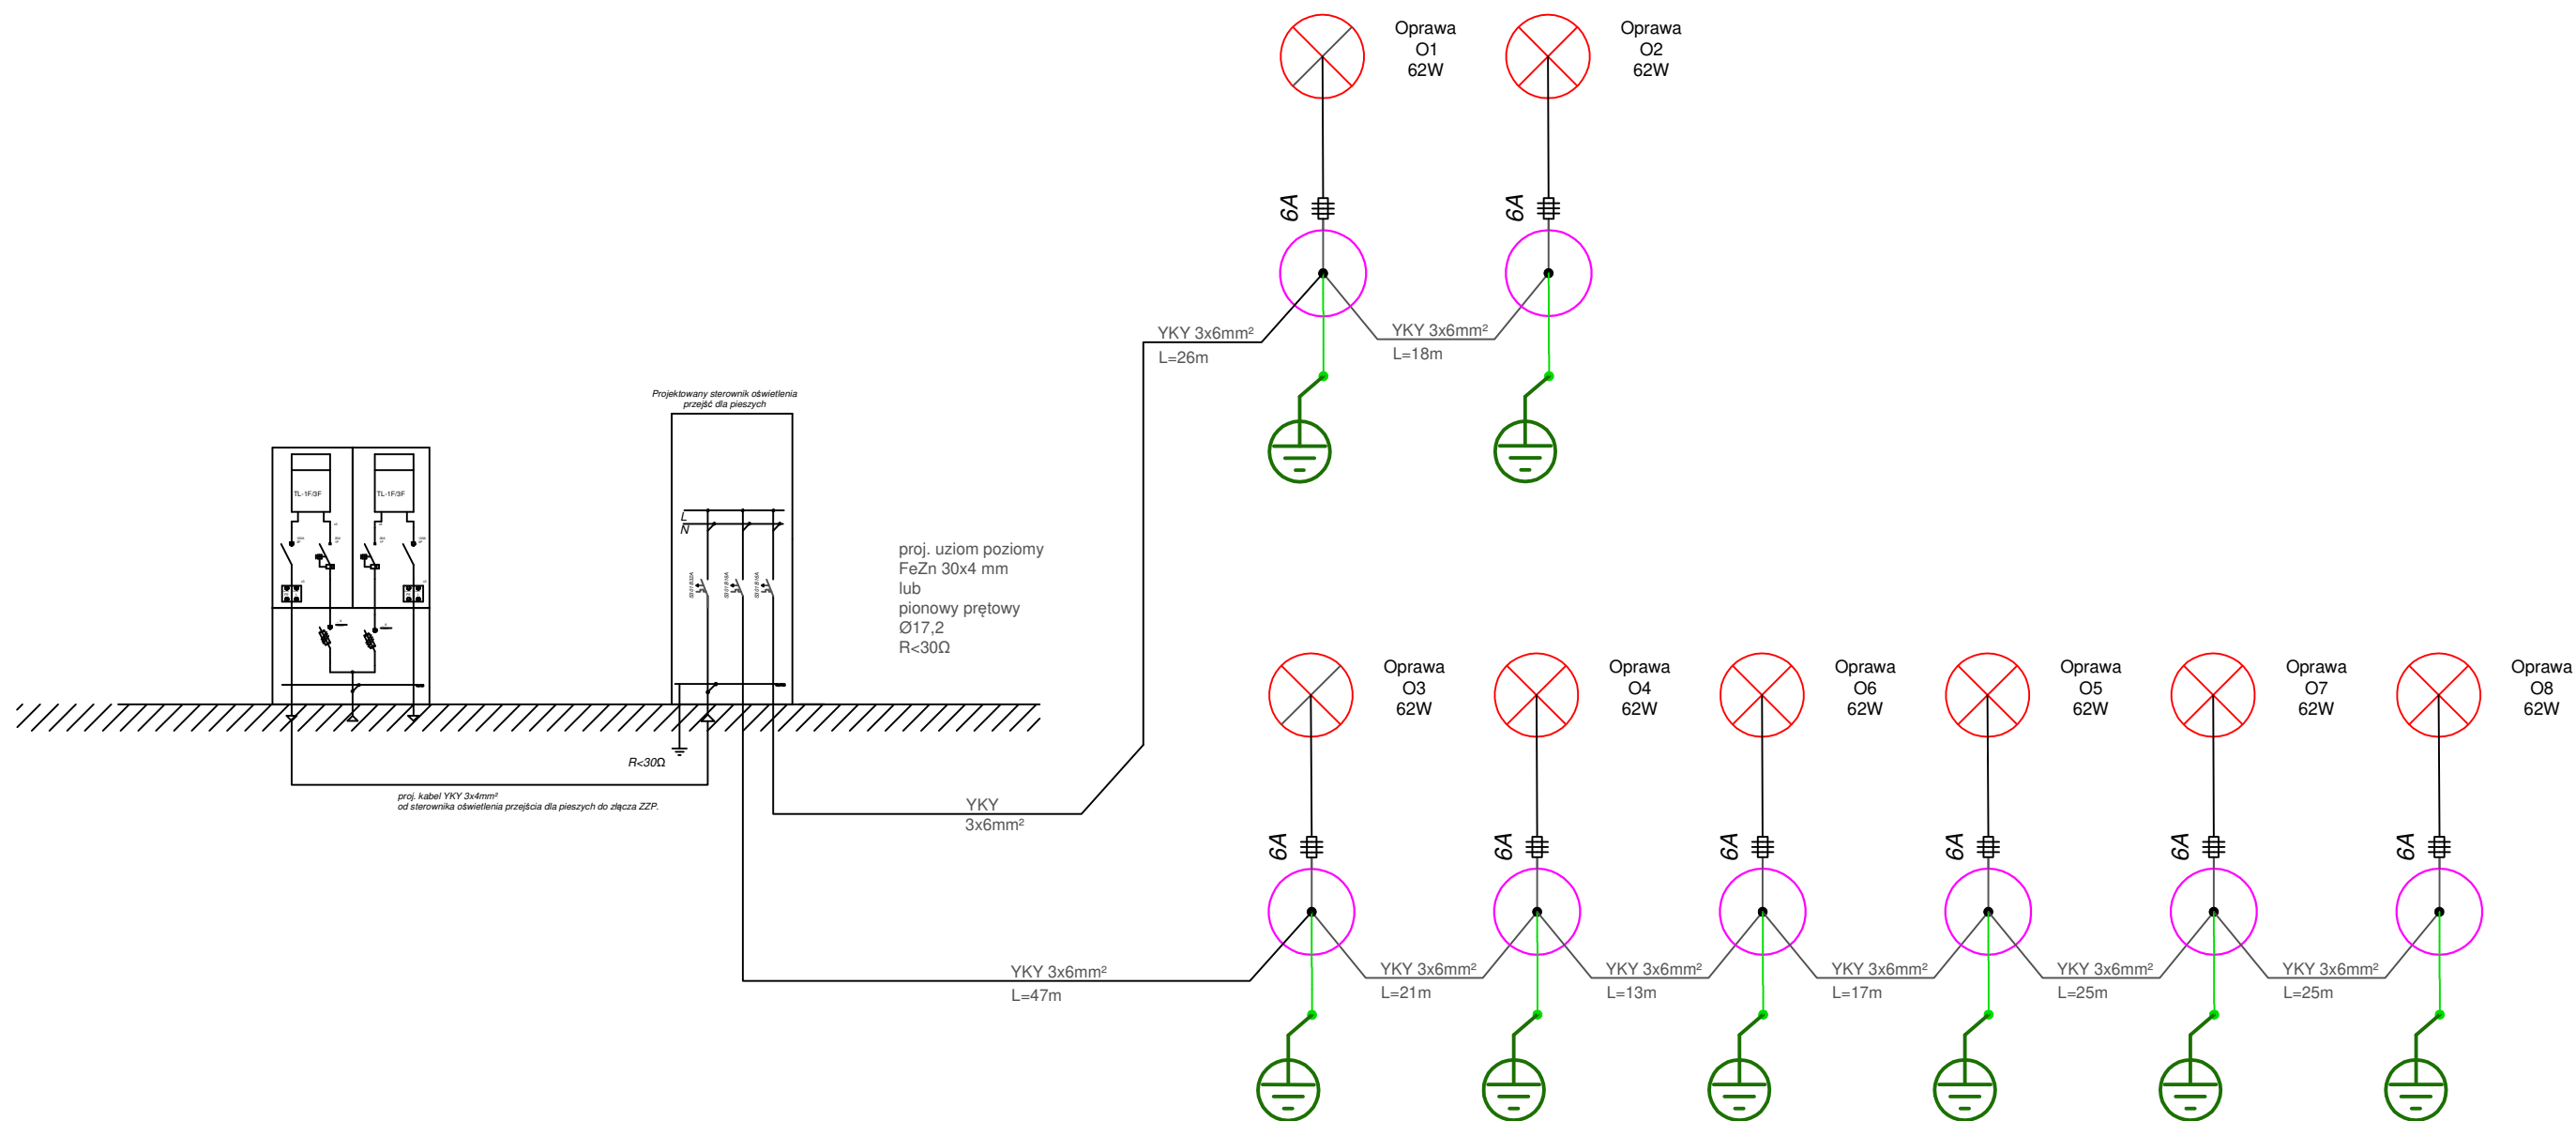 Oprawa
O1
62W
Oprawa
O2
62W
6A
6A
YKY 3x6mm²
L=26m
YKY 3x6mm²
L=18m
Projektowany sterownik oświetlenia
przejść dla pieszych
TL-1F/3F
TL-1F/3F
L
N
proj. uziom poziomy
FeZn 30x4 mm
lub
pionowy prętowy
Ø17,2
R<30Ω
Oprawa
O3
62W
Oprawa
O4
62W
Oprawa
O6
62W
Oprawa
O5
62W
Oprawa
O7
62W
Oprawa
O8
62W
R<30Ω
proj. kabel YKY 3x4mm²
od sterownika oświetlenia przejścia dla pieszych do złącza ZZP.
YKY
3x6mm²
6A
6A
6A
6A
6A
6A
YKY 3x6mm²
L=47m
YKY 3x6mm²
L=21m
YKY 3x6mm²
L=13m
YKY 3x6mm²
L=17m
YKY 3x6mm²
L=25m
YKY 3x6mm²
L=25m